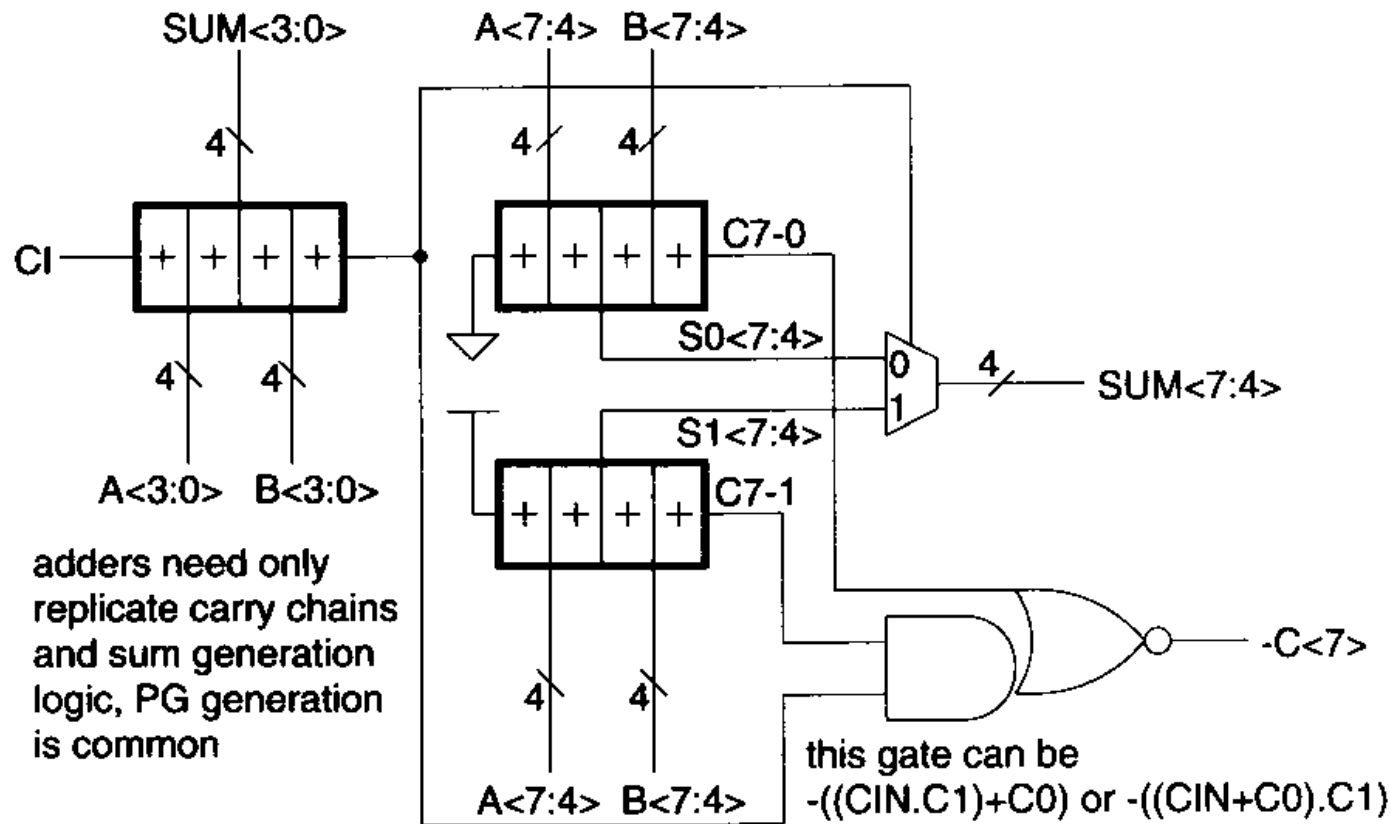 SUM<3:0>
A<7:4> B<7:4>
4
4
4
CI
+ + + +
+ + + +
C7-0
S0<7:4>
0
1
4
SUM<7:4>
4
4
S1<7:4>
A<3:0> B<3:0>
+ + + +
C7-1
adders need only
replicate carry chains
and sum generation
logic, PG generation
is common
4
4
-C<7>
A<7:4> B<7:4>
this gate can be
-((CIN.C1)+C0) or -((CIN+C0).C1)